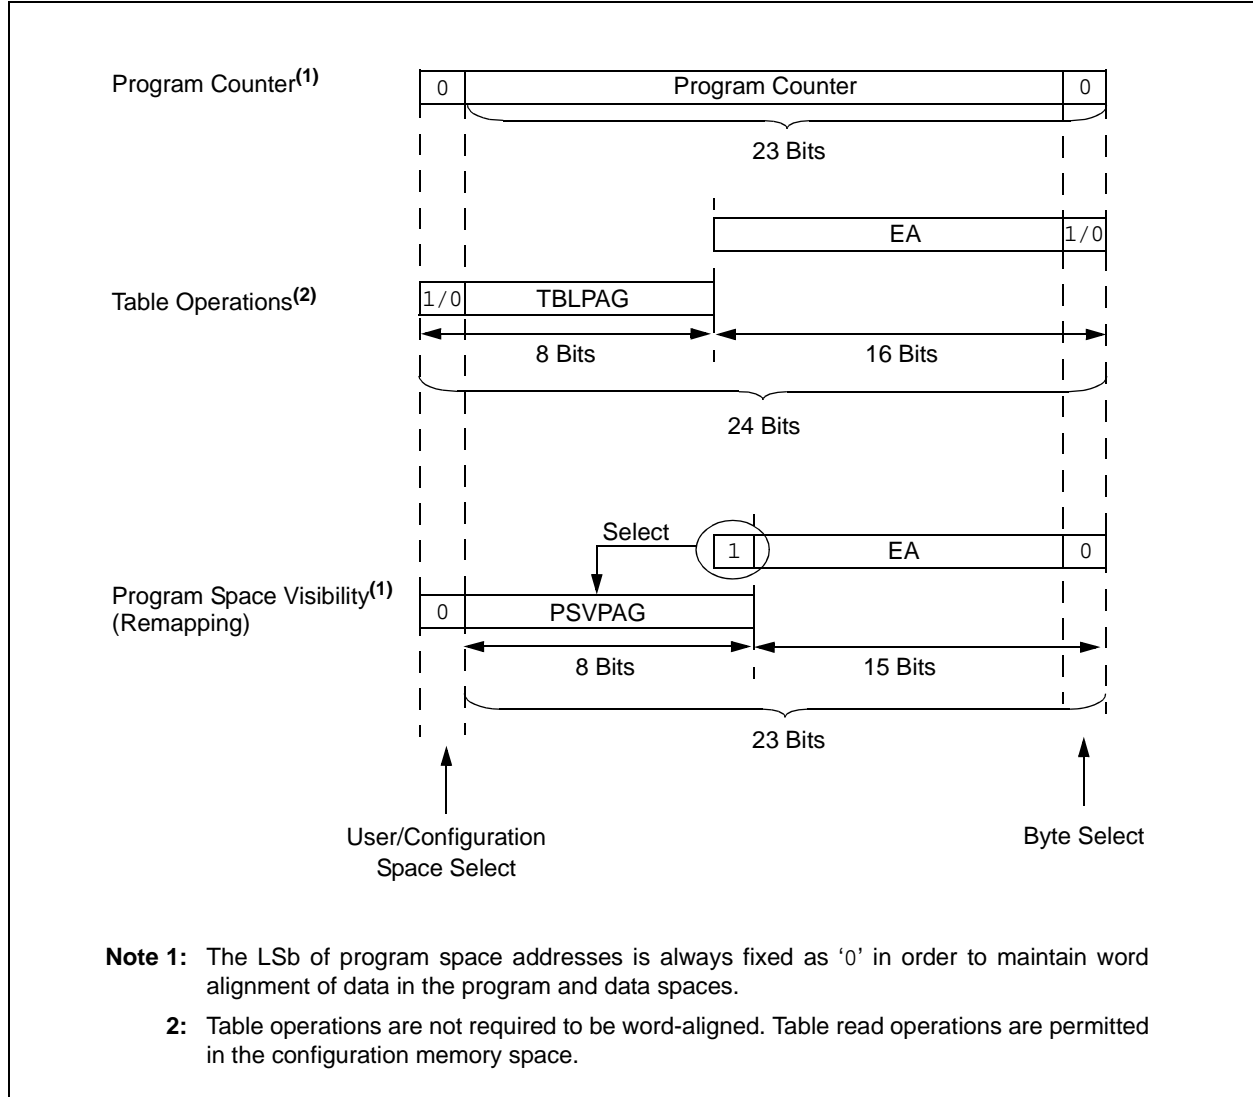 Program Counter(1)
0
Program Counter
0
23 Bits
EA
1/0
Table Operations(2)
1/0
TBLPAG
8 Bits
16 Bits
24 Bits
Select
1
EA
0
Program Space Visibility(1)
(Remapping)
0
PSVPAG
8 Bits
15 Bits
23 Bits
User/Configuration
Space Select
Byte Select
Note 1: The LSb of program space addresses is always fixed as ‘0’ in order to maintain word
alignment of data in the program and data spaces.
2: Table operations are not required to be word-aligned. Table read operations are permitted
in the configuration memory space.